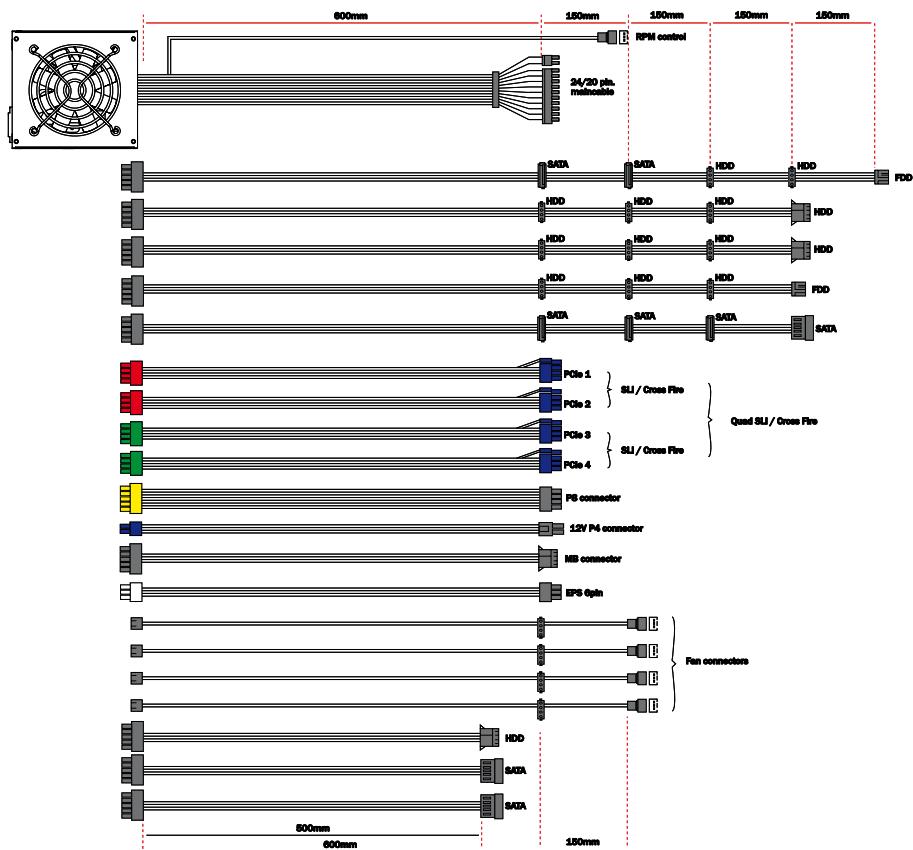 600mm 150mm 150mm 150mm 150mm
RPM control
24/20 pin.
maincable
SATA SATA HDD HDD FDD
HDD HDD HDD HDD
HDD HDD HDD HDD
HDD HDD HDD FDD
SATA SATA SATA SATA
PCIe 1
SLI / Cross Fire
PCIe 2
Quad SLI / Cross Fire
PCIe 3
SLI / Cross Fire
PCIe 4
P8 connector
12V P4 connector
MB connector
EPS 6pin
Fan connectors
HDD
SATA
SATA
500mm
600mm 150mm